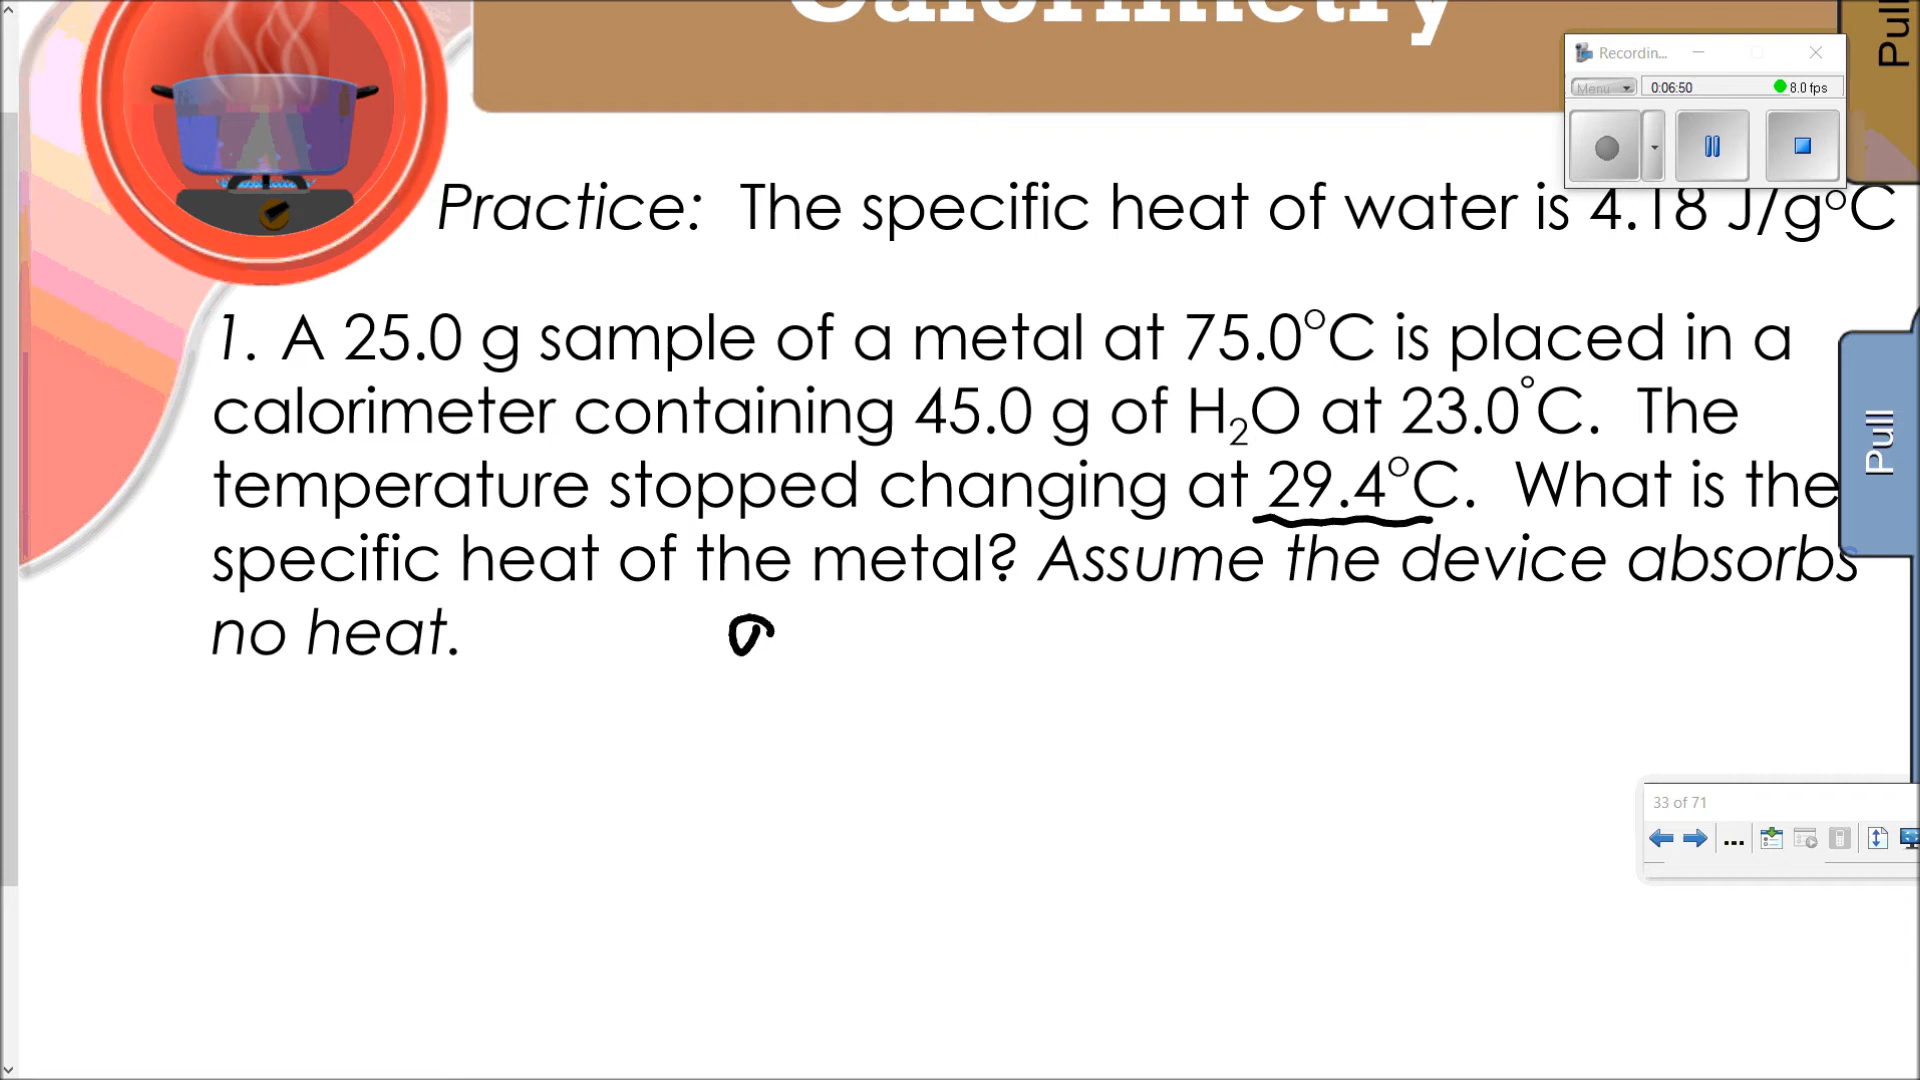 Calorimetry
Pull
Recordin...
Menu
0:06:50
8.0 fps
Practice: The specific heat of water is 4.18 J/g°C
1. A 25.0 g sample of a metal at 75.0°C is placed in a
calorimeter containing 45.0 g of H₂O at 23.0°C. The
temperature stopped changing at 29.4°C. What is the
specific heat of the metal? Assume the device absorbs
no heat.
Pull
33 of 71